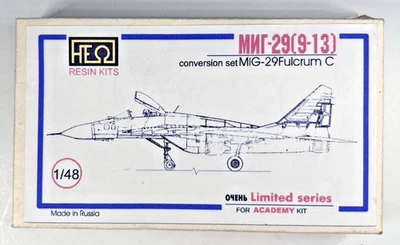 НЕО
RESIN KITS
МИГ-29(9-13)
conversion set MIG-29Fulcrum C
1/48
ОЧЕНЬ Limited series
FOR ACADEMY KIT
Made in Russia